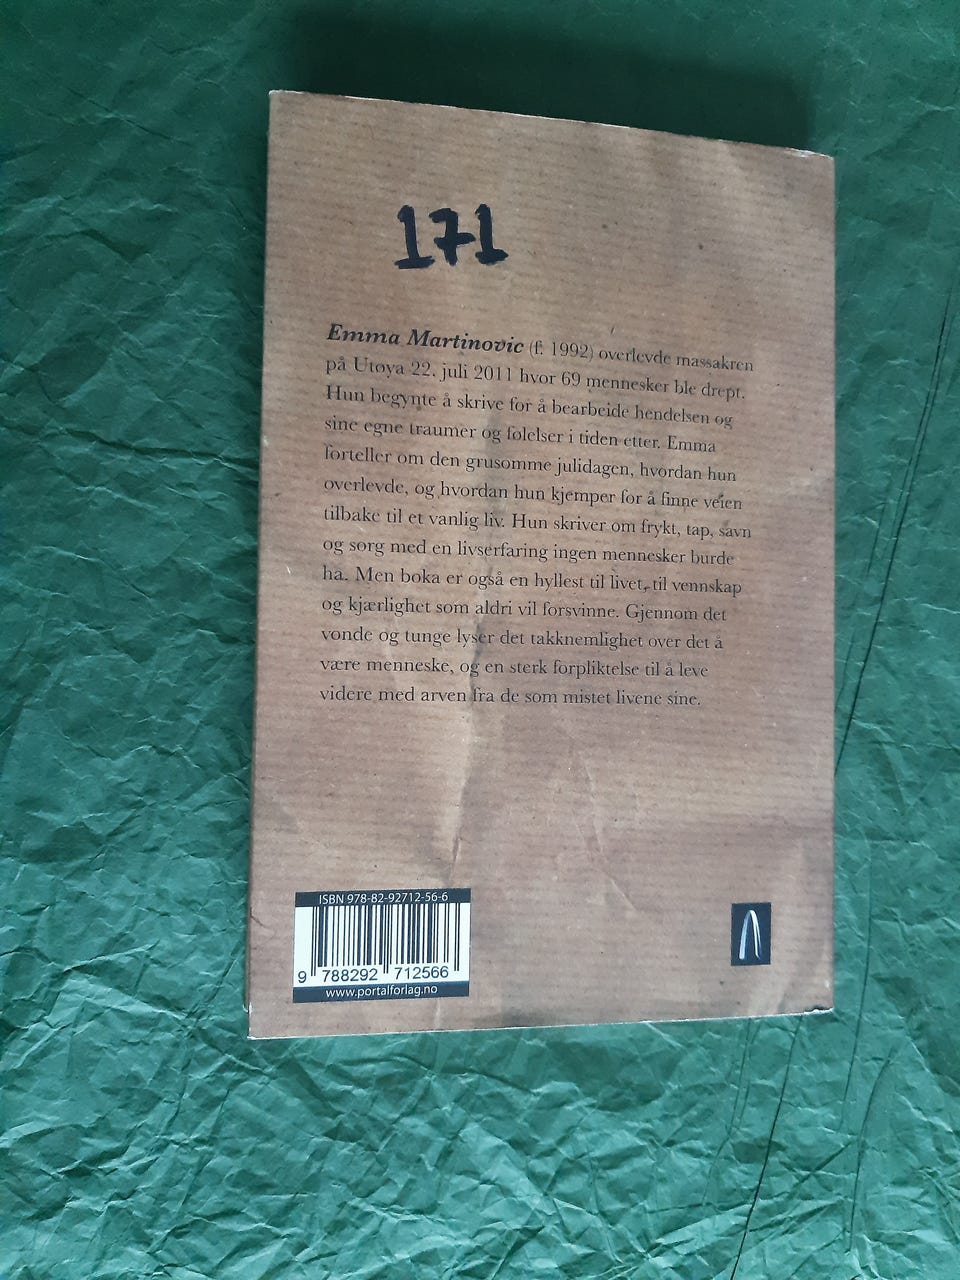 171
Emma Martinovic (f. 1992) overlevde massakren
på Utøya 22. juli 2011 hvor 69 mennesker ble drept.
Hun begynte å skrive for å bearbeide hendelsen og
sine egne traumer og følelser i tiden etter. Emma
forteller om den grusomme julidagen, hvordan hun
overlevde, og hvordan hun kjemper for å finne veien
tilbake til et vanlig liv. Hun skriver om frykt, tap, savn
og sorg med en livserfaring ingen mennesker burde
ha. Men boka er også en hyllest til livet, til vennskap
og kjærlighet som aldri vil forsvinne. Gjennom det
vonde og tunge lyser det takknemlighet over det å
være menneske, og en sterk forpliktelse til å leve
videre med arven fra de som mistet livene sine.
ISBN 978-82-92712-56-6
9 788292 712566
www.portalforlag.no